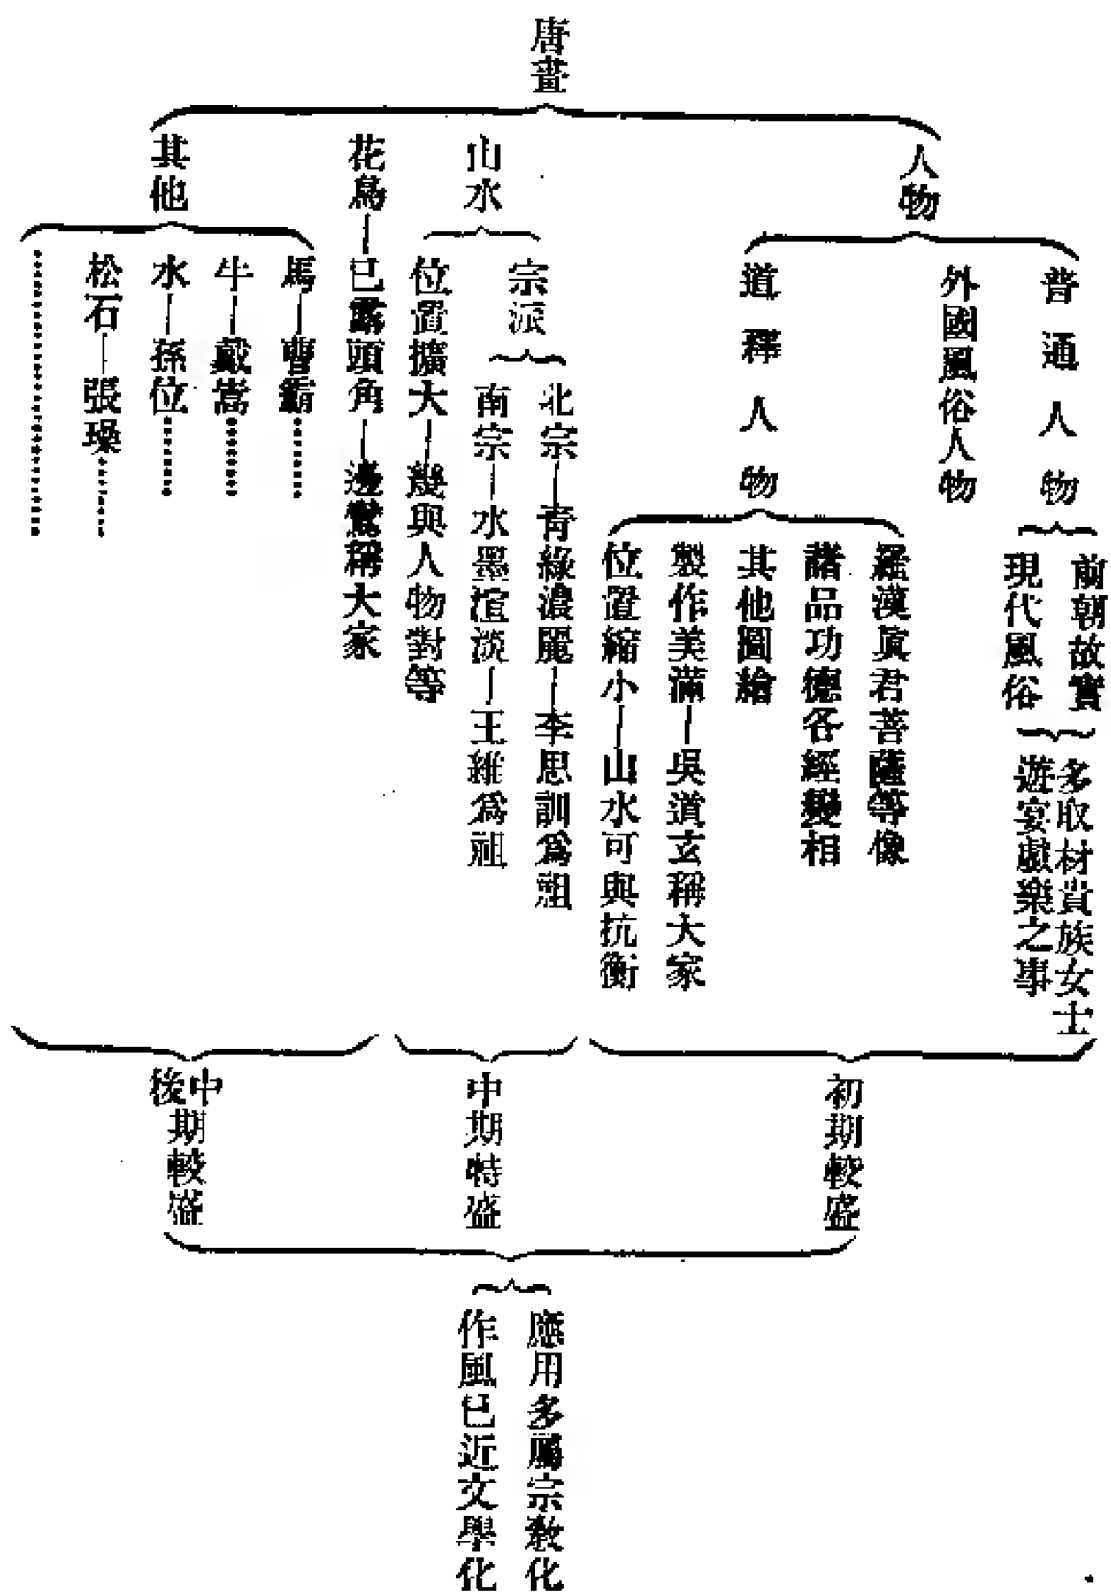 唐畫
人物
普通人物
前朝故實
現代風俗
多取材貴族女士
遊宴戲樂之事
外國風俗人物
道釋人物
羅漢眞君菩薩等像
諸品功德各經變相
其他圖繪
製作美滿—吳道玄稱大家
位置縮小—山水可與抗衡
山水
宗派
北宗—青綠濃麗—李思訓爲祖
南宗—水墨渲淡—王維爲祖
位置擴大—幾與人物對等
花鳥—已露頭角—邊鸞稱大家
其他
馬—曹霸………
牛—戴嵩………
水—孫位………
松石—張璪………
初期較盛
中期特盛
中後期較盛
應用多屬宗敎化
作風已近文學化